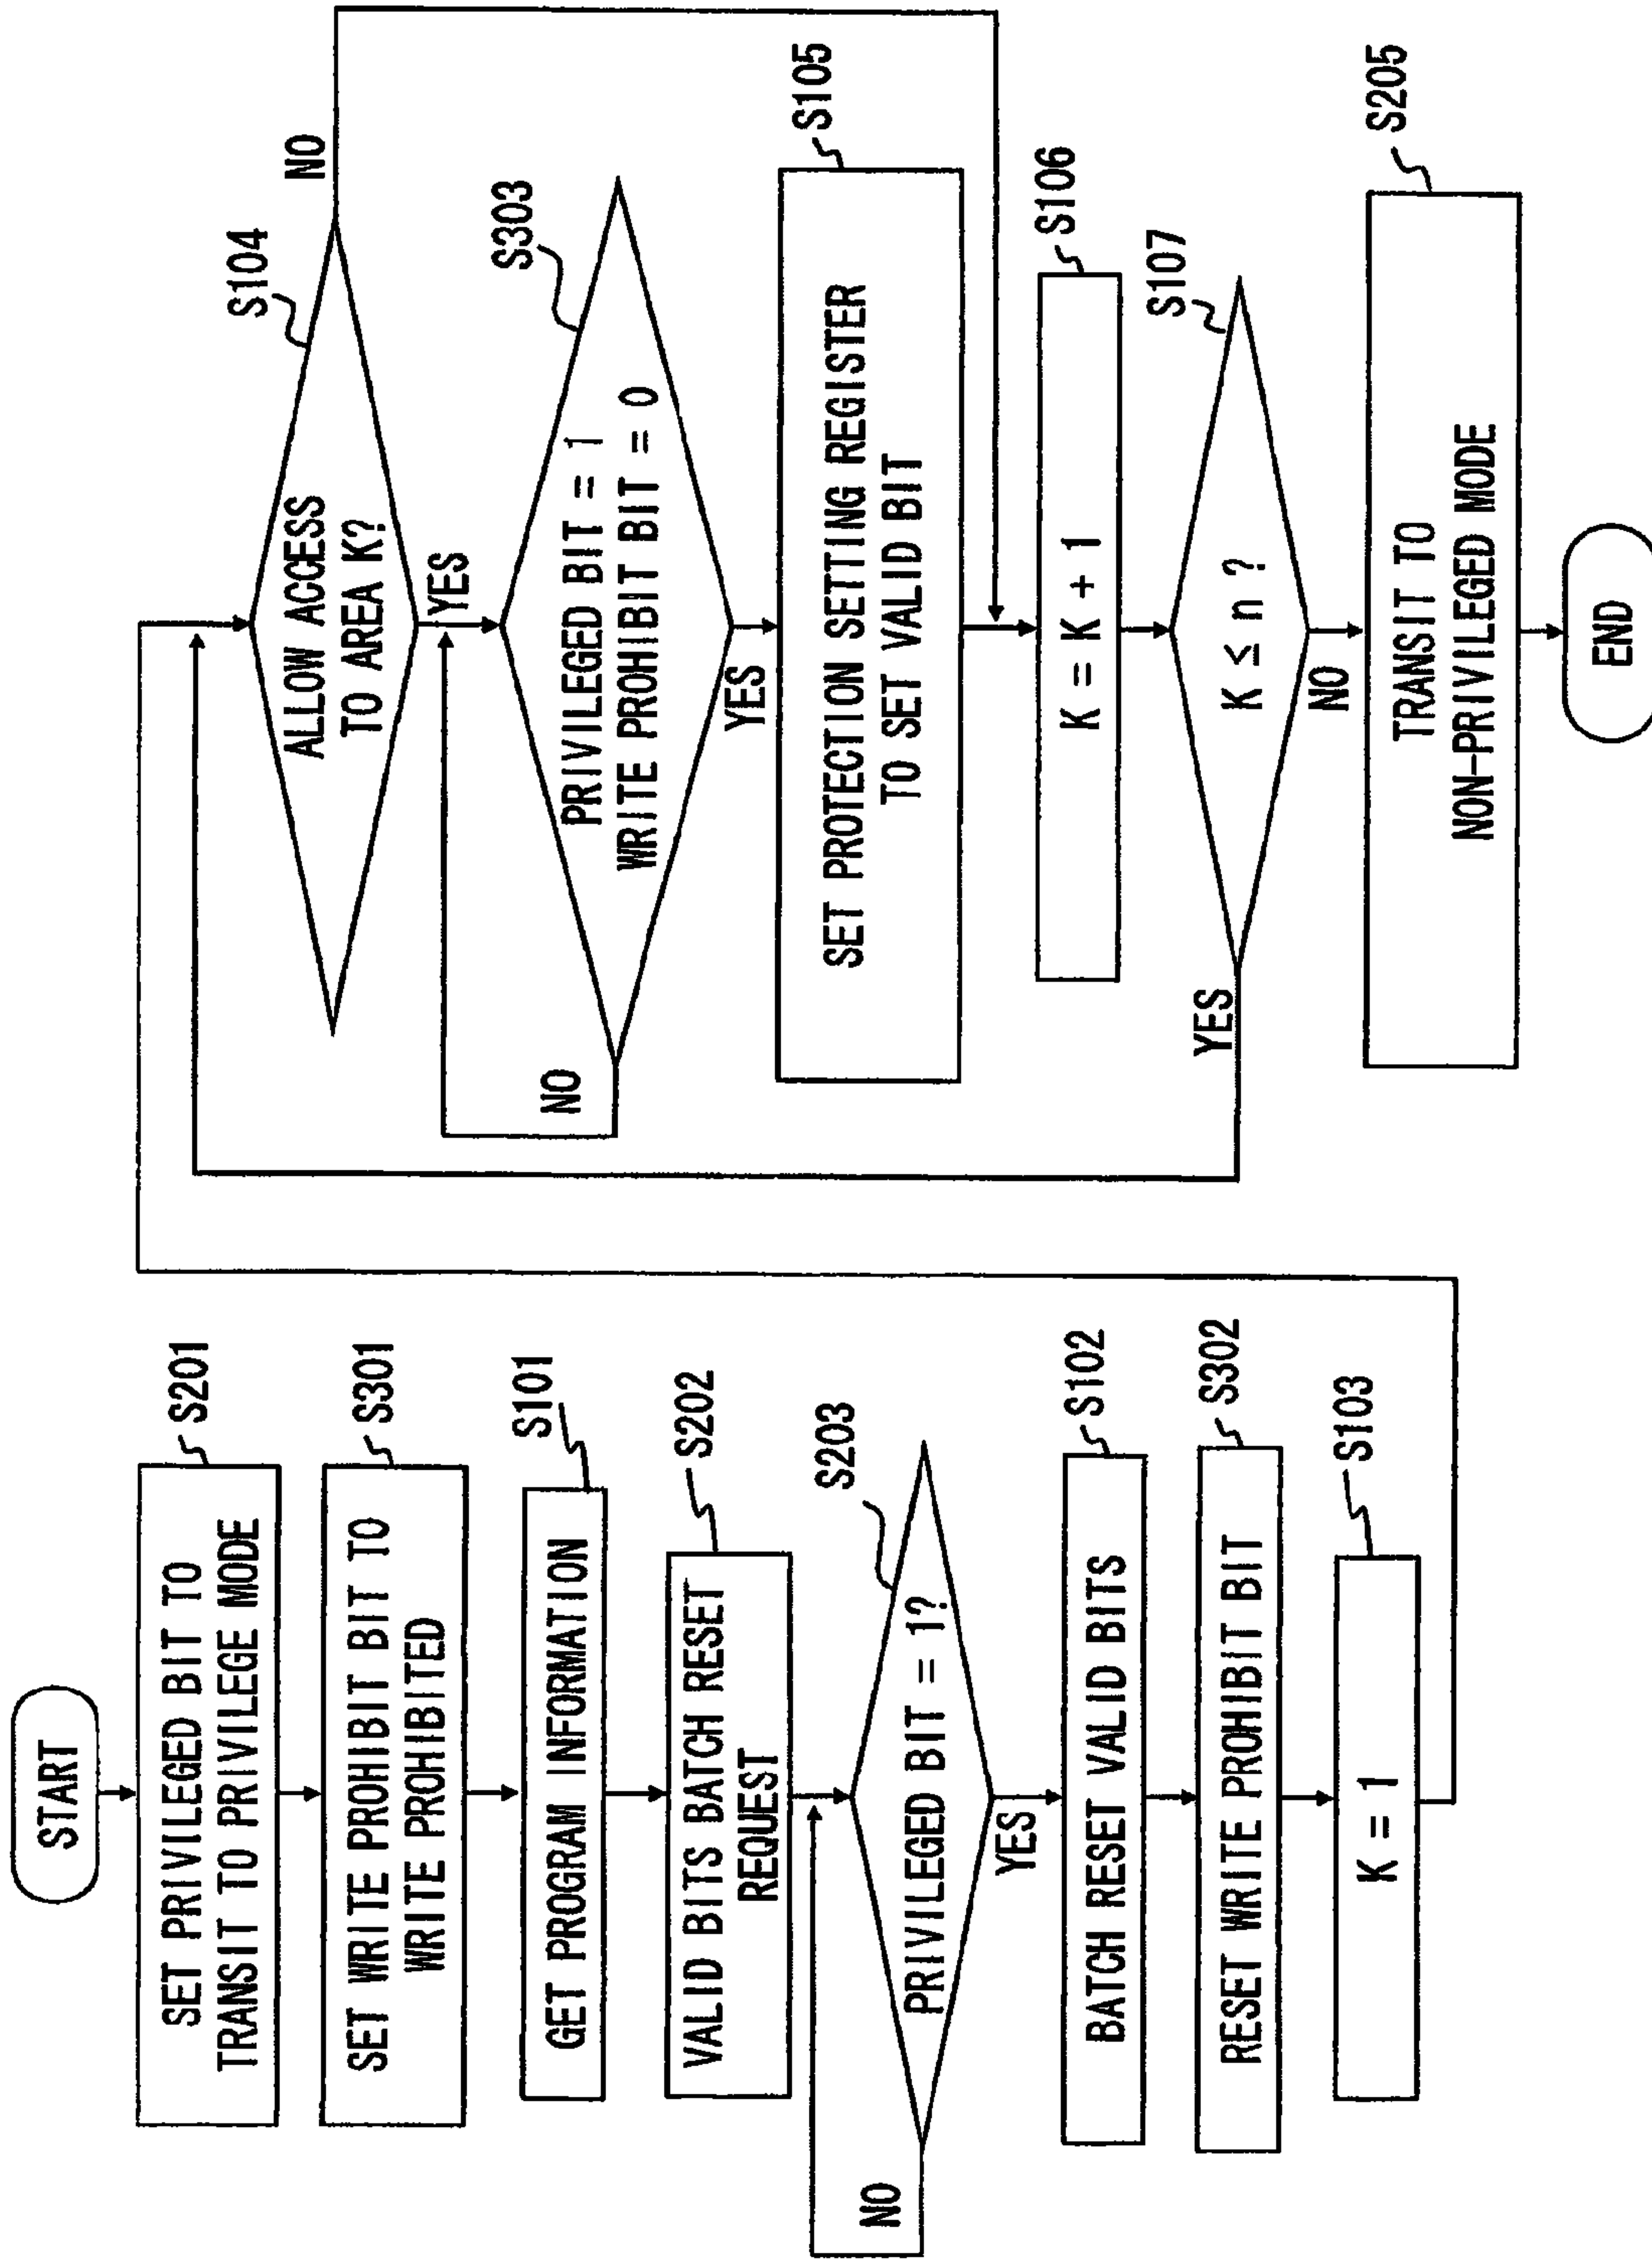 START
SET PRIVILEGED BIT TO
TRANSIT TO PRIVILEGE MODE
S201
SET WRITE PROHIBIT BIT TO
WRITE PROHIBITED
S301
GET PROGRAM INFORMATION
S101
VALID BITS BATCH RESET
REQUEST
S202
PRIVILEGED BIT = 1?
S203
NO
YES
BATCH RESET VALID BITS
S102
RESET WRITE PROHIBIT BIT
S302
K = 1
S103
ALLOW ACCESS
TO AREA K?
S104
NO
YES
PRIVILEGED BIT = 1
WRITE PROHIBIT BIT = 0
S303
NO
YES
SET PROTECTION SETTING REGISTER
TO SET VALID BIT
S105
K = K + 1
S106
K ≤ n ?
S107
YES
NO
TRANSIT TO
NON-PRIVILEGED MODE
S205
END